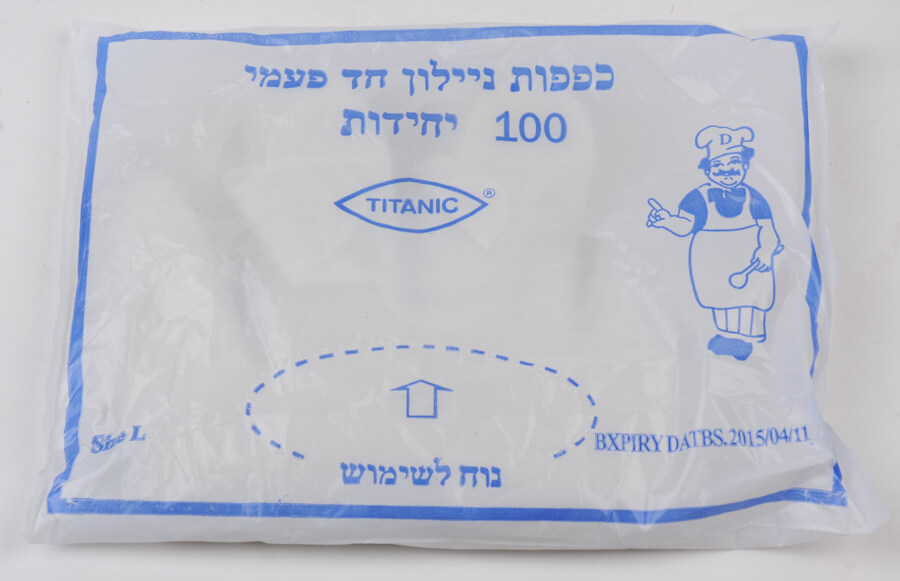 כפפות ניילון חד פעמי
100 יחידות
D
TITANIC ®
Size L
BXPIRY DATBS.2015/04/11
נוח לשימוש